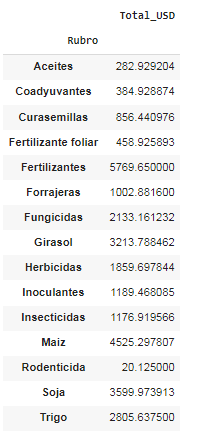 Total_USD
Rubro
Aceites 282.929204
Coadyuvantes 384.928874
Curasemillas 856.440976
Fertilizante foliar 458.925893
Fertilizantes 5769.650000
Forrajeras 1002.881600
Fungicidas 2133.161232
Girasol 3213.788462
Herbicidas 1859.697844
Inoculantes 1189.468085
Insecticidas 1176.919566
Maiz 4525.297807
Rodenticida 20.125000
Soja 3599.973913
Trigo 2805.637500